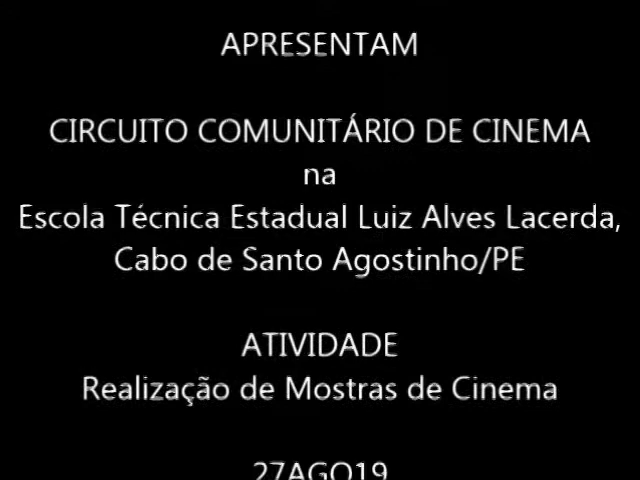 APRESENTAM
CIRCUITO COMUNITÁRIO DE CINEMA
na
Escola Técnica Estadual Luiz Alves Lacerda,
Cabo de Santo Agostinho/PE
ATIVIDADE
Realização de Mostras de Cinema
27AGO19